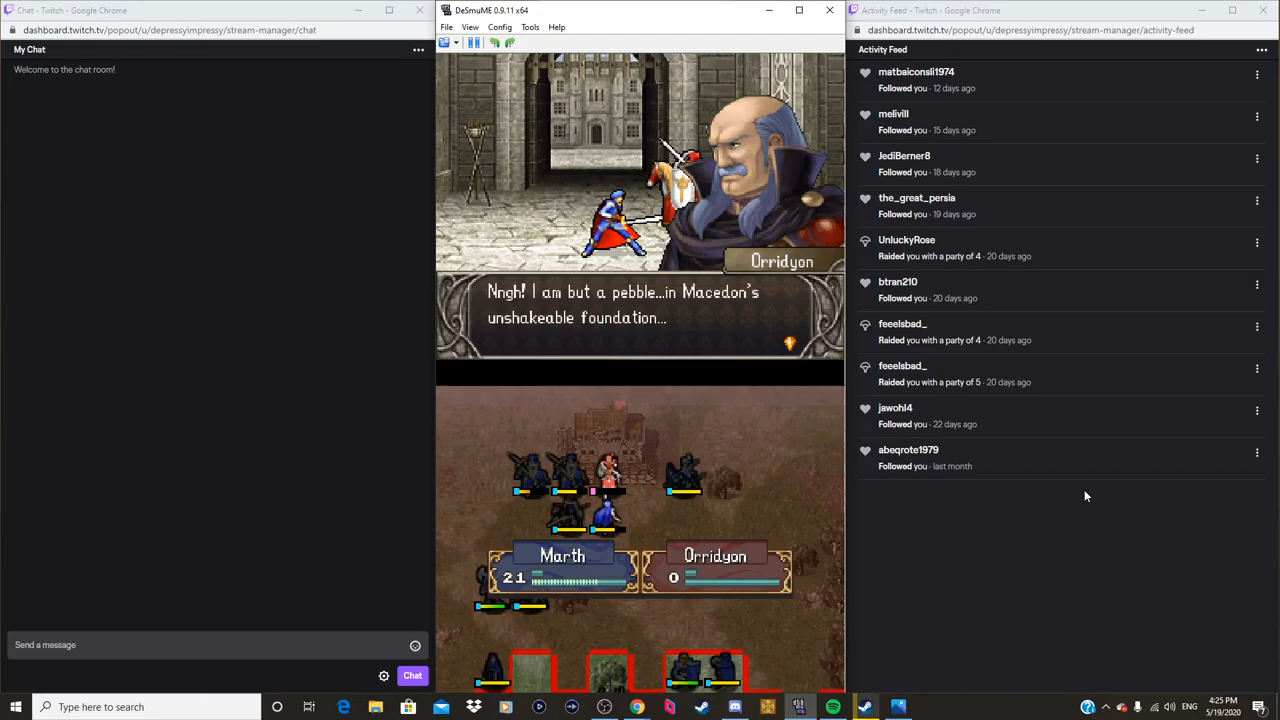 Chat - Twitch - Google Chrome
dashboard.twitch.tv/popout/u/depressyimpressy/stream-manager/chat
My Chat
Welcome to the chat room!
Send a message
Chat
DeSmuME 0.9.11 x64
File View Config Tools Help
Orridyon
Nngh! I am but a pebble...in Macedon's
unshakeable foundation...
Marth
21
Orridyon
0
Activity Feed - Twitch - Google Chrome
dashboard.twitch.tv/popout/u/depressyimpressy/stream-manager/activity-feed
Activity Feed
matbaiconsli1974
Followed you · 12 days ago
melivill
Followed you · 15 days ago
JediBerner8
Followed you · 18 days ago
the_great_persia
Followed you · 19 days ago
UnluckyRose
Raided you with a party of 4 · 20 days ago
btran210
Followed you · 20 days ago
feeelsbad_
Raided you with a party of 4 · 20 days ago
feeelsbad_
Raided you with a party of 5 · 20 days ago
jawohl4
Followed you · 22 days ago
abeqrote1979
Followed you · last month
Type here to search
ENG
4:25 PM
5/19/2020